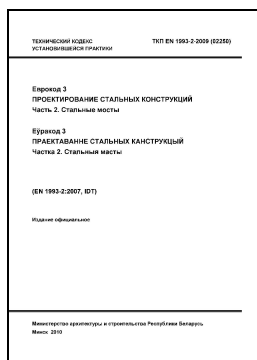 ТЕХНИЧЕСКИЙ КОДЕКС ТКП EN 1993-2-2009 (02250)
УСТАНОВИВШЕЙСЯ ПРАКТИКИ
Еврокод 3
ПРОЕКТИРОВАНИЕ СТАЛЬНЫХ КОНСТРУКЦИЙ
Часть 2. Стальные мосты
Еўракод 3
ПРАЕКТАВАННЕ СТАЛЬНЫХ КАНСТРУКЦЫЙ
Частка 2. Стальныя масты
(EN 1993-2:2007, IDT)
Издание официальное
Министерство архитектуры и строительства Республики Беларусь
Минск 2010